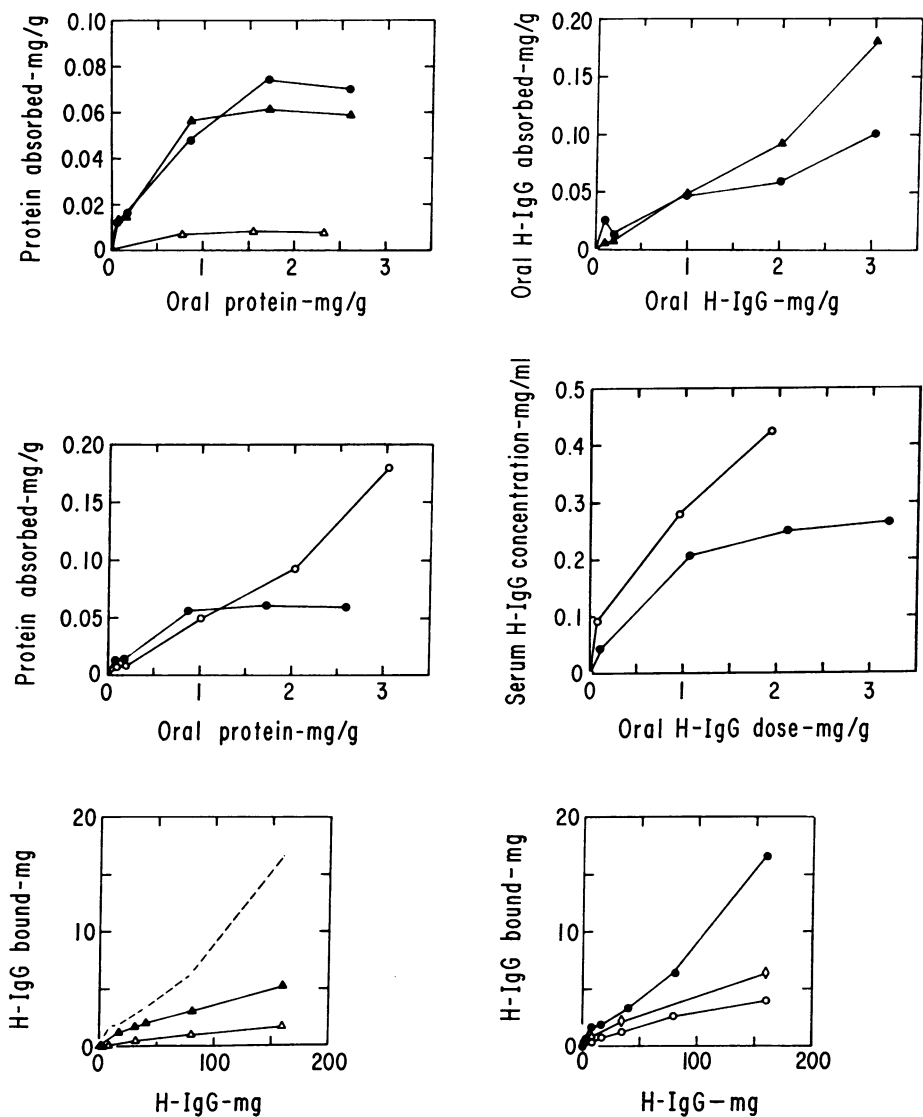 Protein absorbed-mg/g
0.10
0.08
0.06
0.04
0.02
0
0 1 2 3
Oral protein-mg/g
Oral H-IgG absorbed-mg/g
0.20
0.15
0.10
0.05
0
0 1 2 3
Oral H-IgG-mg/g
Protein absorbed-mg/g
0.20
0.15
0.10
0.05
0
0 1 2 3
Oral protein-mg/g
Serum H-IgG concentration-mg/ml
0.5
0.4
0.3
0.2
0.1
0
0 1 2 3
Oral H-IgG dose-mg/g
H-IgG bound-mg
20
10
0
0 100 200
H-IgG-mg
H-IgG bound-mg
20
10
0
0 100 200
H-IgG-mg